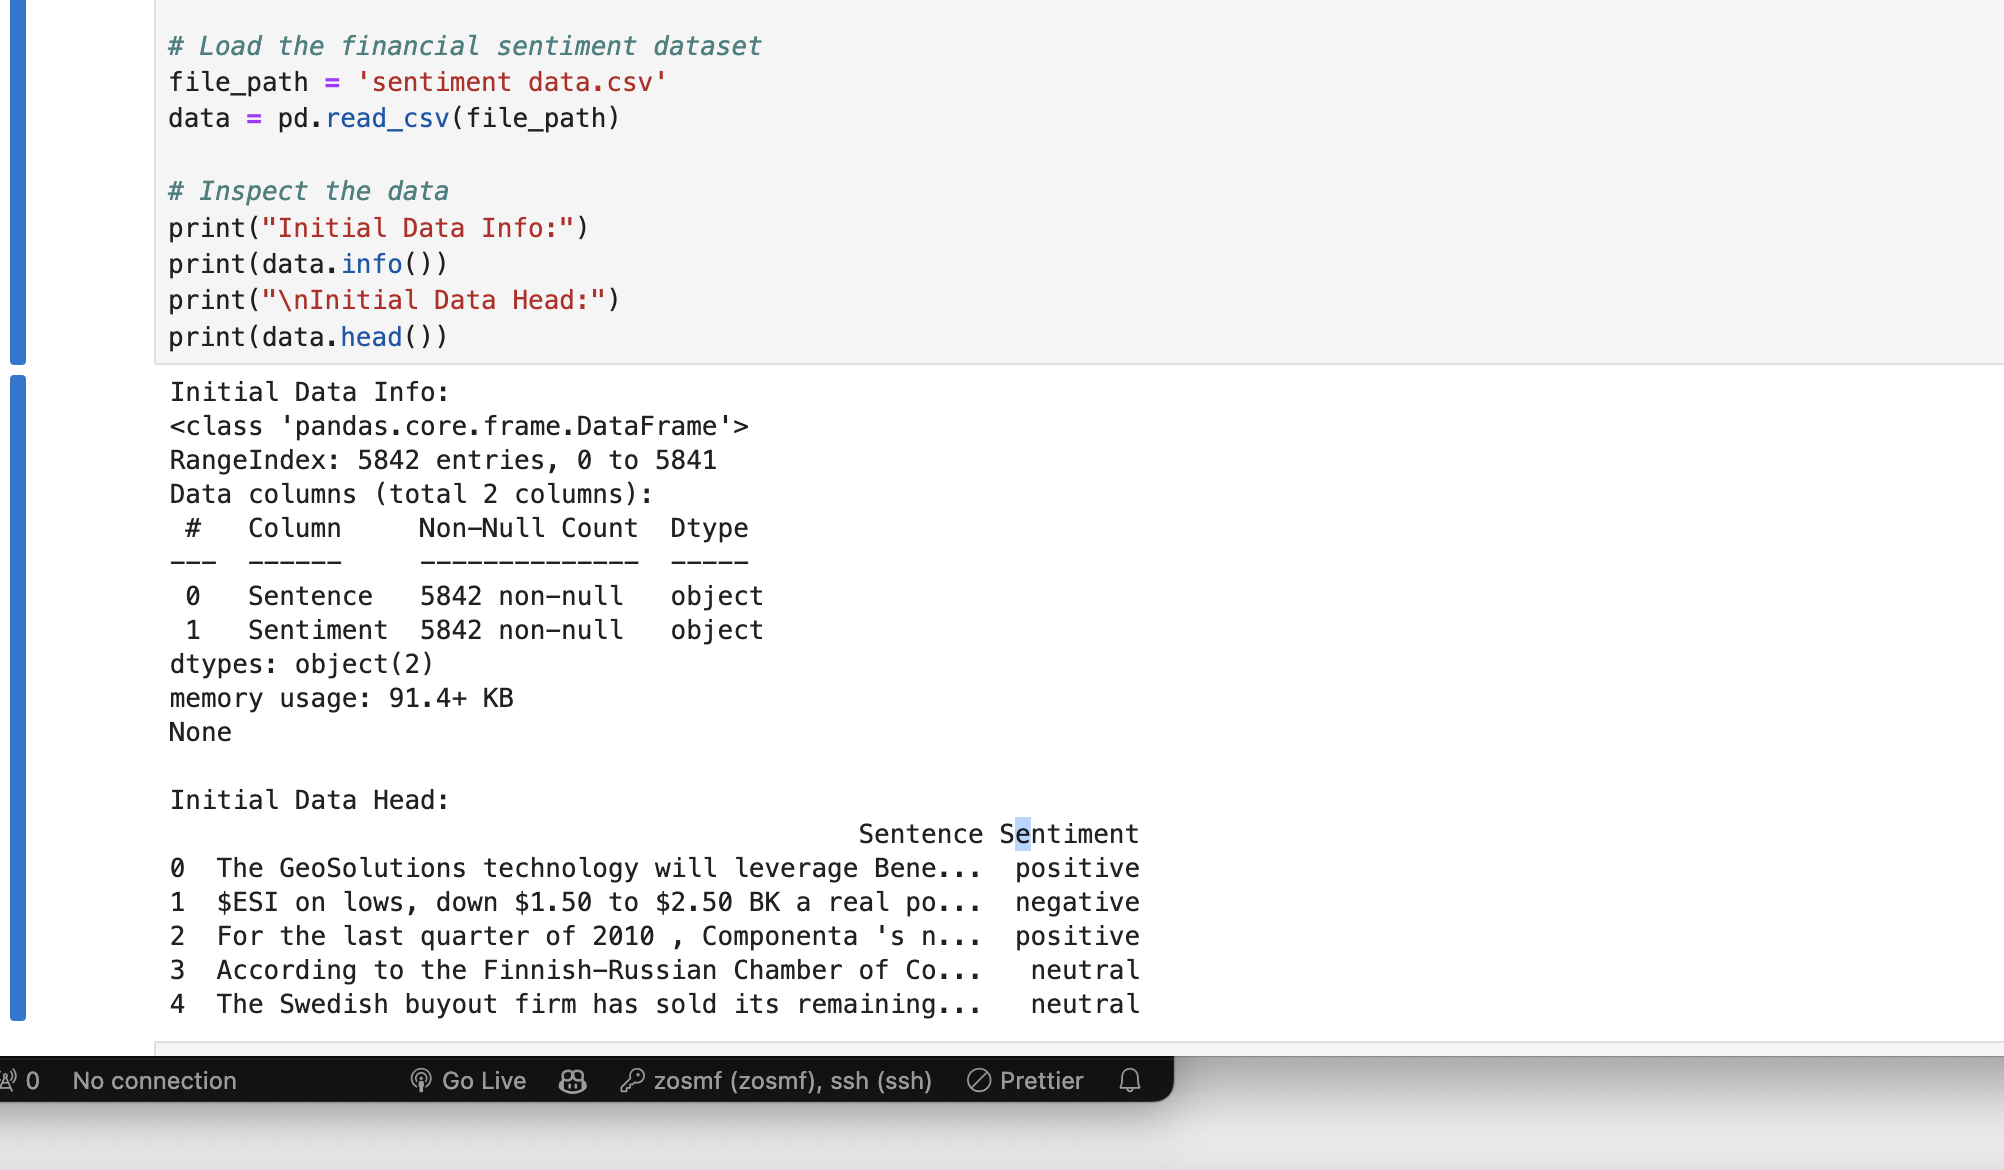 # Load the financial sentiment dataset
file_path = 'sentiment data.csv'
data = pd.read_csv(file_path)
# Inspect the data
print("Initial Data Info:")
print(data.info())
print("\nInitial Data Head:")
print(data.head())
Initial Data Info:
<class 'pandas.core.frame.DataFrame'>
RangeIndex: 5842 entries, 0 to 5841
Data columns (total 2 columns):
 #   Column     Non-Null Count  Dtype
---  ------     --------------  -----
 0   Sentence   5842 non-null   object
 1   Sentiment  5842 non-null   object
dtypes: object(2)
memory usage: 91.4+ KB
None
Initial Data Head:
                                            Sentence Sentiment
0  The GeoSolutions technology will leverage Bene...  positive
1  $ESI on lows, down $1.50 to $2.50 BK a real po...  negative
2  For the last quarter of 2010 , Componenta 's n...  positive
3  According to the Finnish-Russian Chamber of Co...   neutral
4  The Swedish buyout firm has sold its remaining...   neutral
0 No connection Go Live zosmf (zosmf), ssh (ssh) Prettier